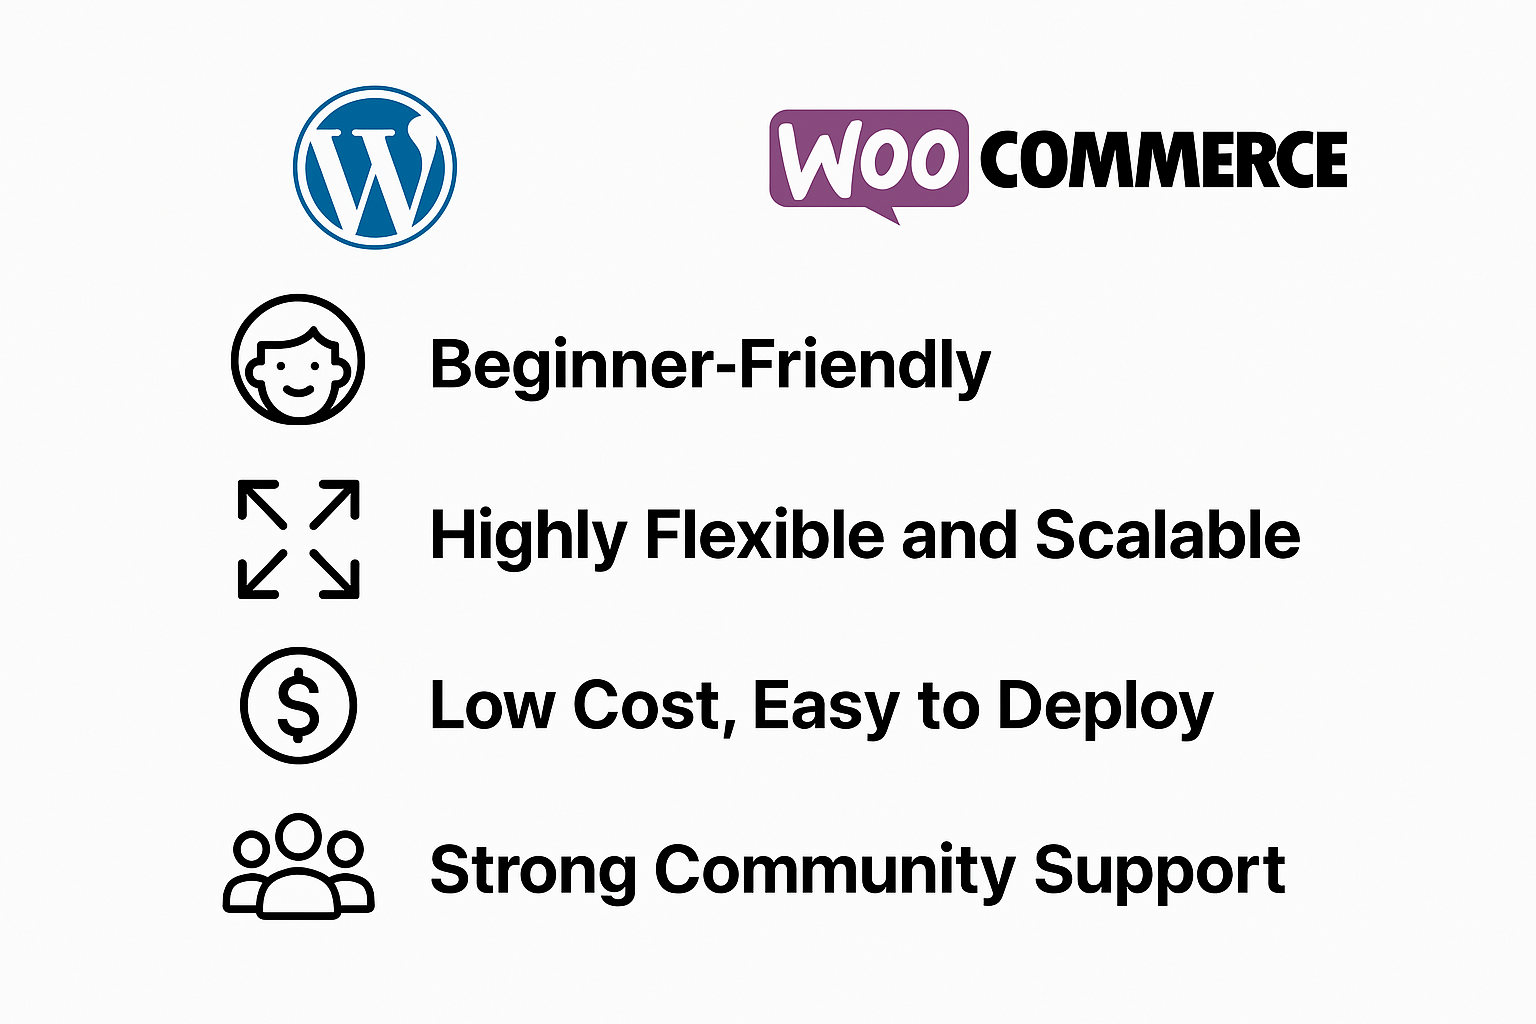 W
WOO COMMERCE
Beginner-Friendly
Highly Flexible and Scalable
$
Low Cost, Easy to Deploy
Strong Community Support